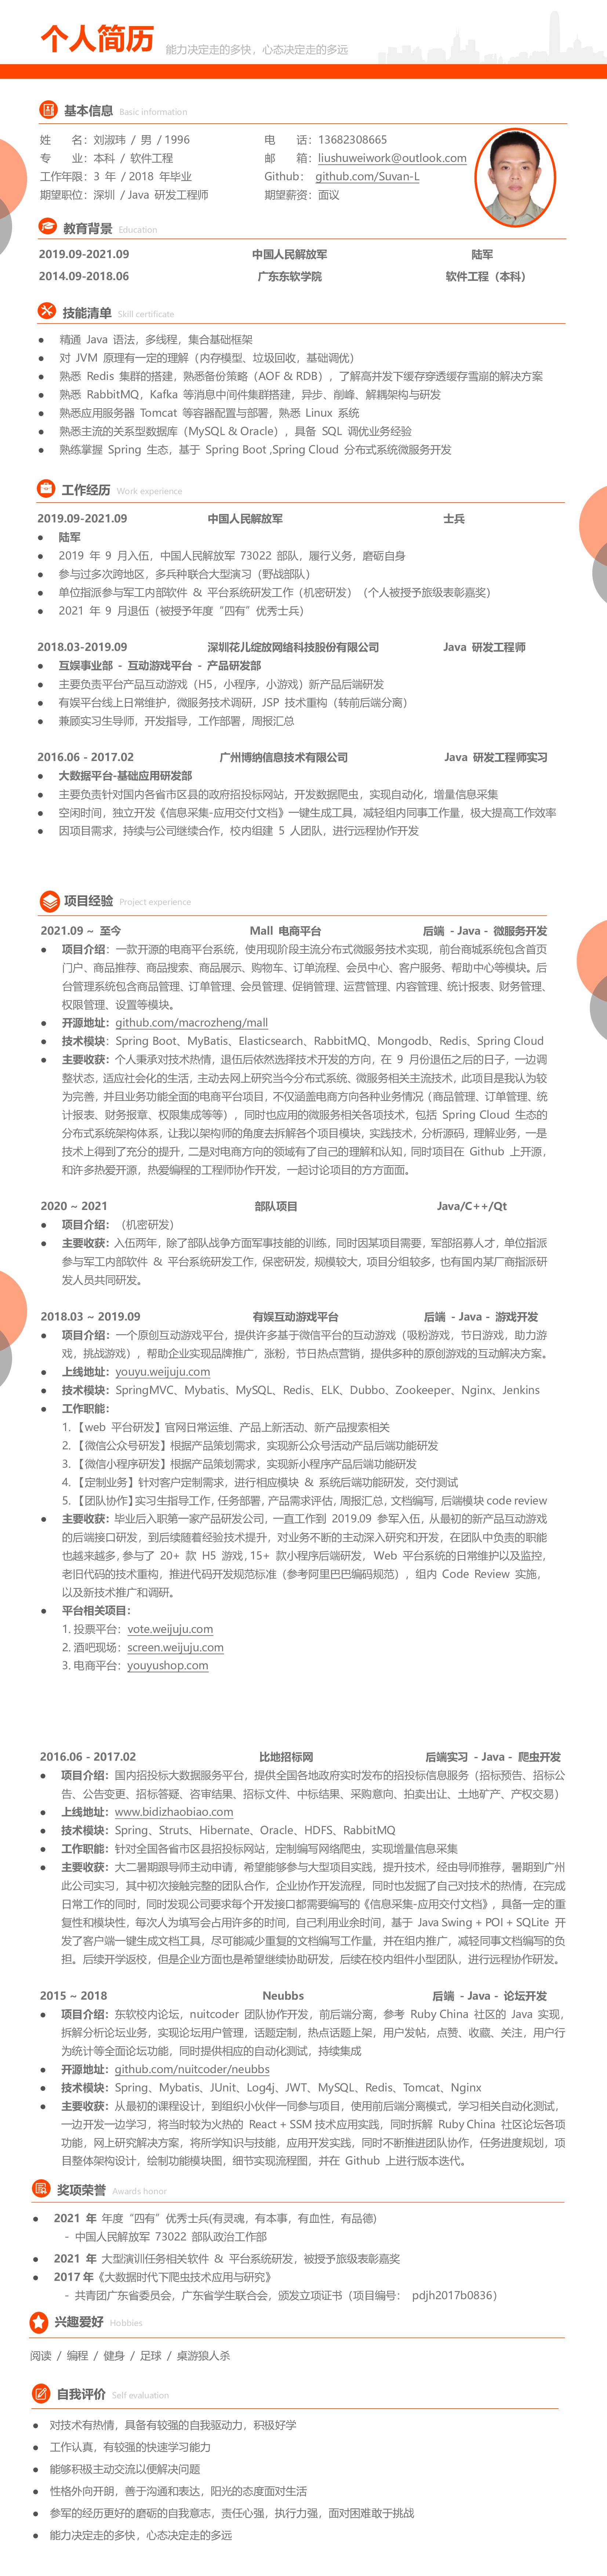 个人简历 能力决定走的多快，心态决定走的多远
基本信息 Basic information
姓 名：刘淑玮 / 男 / 1996 电 话：13682308665
专 业：本科 / 软件工程 邮 箱：liushuweiwork@outlook.com
工作年限：3 年 / 2018 年毕业 Github： github.com/Suvan-L
期望职位：深圳 / Java 研发工程师 期望薪资：面议
教育背景 Education
2019.09-2021.09 中国人民解放军 陆军
2014.09-2018.06 广东东软学院 软件工程（本科）
技能清单 Skill certificate
● 精通 Java 语法，多线程，集合基础框架
● 对 JVM 原理有一定的理解（内存模型、垃圾回收，基础调优）
● 熟悉 Redis 集群的搭建，熟悉备份策略（AOF & RDB），了解高并发下缓存穿透缓存雪崩的解决方案
● 熟悉 RabbitMQ，Kafka 等消息中间件集群搭建，异步、削峰、解耦架构与研发
● 熟悉应用服务器 Tomcat 等容器配置与部署，熟悉 Linux 系统
● 熟悉主流的关系型数据库（MySQL & Oracle），具备 SQL 调优业务经验
● 熟练掌握 Spring 生态，基于 Spring Boot ,Spring Cloud 分布式系统微服务开发
工作经历 Work experience
2019.09-2021.09 中国人民解放军 士兵
● 陆军
● 2019 年 9 月入伍，中国人民解放军 73022 部队，履行义务，磨砺自身
● 参与过多次跨地区，多兵种联合大型演习（野战部队）
● 单位指派参与军工内部软件 & 平台系统研发工作（机密研发）（个人被授予旅级表彰嘉奖）
● 2021 年 9 月退伍（被授予年度“四有”优秀士兵）
2018.03-2019.09 深圳花儿绽放网络科技股份有限公司 Java 研发工程师
● 互娱事业部 - 互动游戏平台 - 产品研发部
● 主要负责平台产品互动游戏（H5，小程序，小游戏）新产品后端研发
● 有娱平台线上日常维护，微服务技术调研，JSP 技术重构（转前后端分离）
● 兼顾实习生导师，开发指导，工作部署，周报汇总
2016.06 - 2017.02 广州博纳信息技术有限公司 Java 研发工程师实习
● 大数据平台-基础应用研发部
● 主要负责针对国内各省市区县的政府招投标网站，开发数据爬虫，实现自动化，增量信息采集
● 空闲时间，独立开发《信息采集-应用交付文档》一键生成工具，减轻组内同事工作量，极大提高工作效率
● 因项目需求，持续与公司继续合作，校内组建 5 人团队，进行远程协作开发
项目经验 Project experience
2021.09 ~ 至今 Mall 电商平台 后端 - Java - 微服务开发
● 项目介绍：一款开源的电商平台系统，使用现阶段主流分布式微服务技术实现，前台商城系统包含首页
门户、商品推荐、商品搜索、商品展示、购物车、订单流程、会员中心、客户服务、帮助中心等模块。后
台管理系统包含商品管理、订单管理、会员管理、促销管理、运营管理、内容管理、统计报表、财务管理、
权限管理、设置等模块。
● 开源地址：github.com/macrozheng/mall
● 技术模块：Spring Boot、MyBatis、Elasticsearch、RabbitMQ、Mongodb、Redis、Spring Cloud
● 主要收获：个人秉承对技术热情，退伍后依然选择技术开发的方向，在 9 月份退伍之后的日子，一边调
整状态，适应社会化的生活，主动去网上研究当今分布式系统、微服务相关主流技术，此项目是我认为较
为完善，并且业务功能全面的电商平台项目，不仅涵盖电商方向各种业务情况（商品管理、订单管理、统
计报表、财务报章、权限集成等等），同时也应用的微服务相关各项技术，包括 Spring Cloud 生态的
分布式系统架构体系，让我以架构师的角度去拆解各个项目模块，实践技术，分析源码，理解业务，一是
技术上得到了充分的提升，二是对电商方向的领域有了自己的理解和认知，同时项目在 Github 上开源，
和许多热爱开源，热爱编程的工程师协作开发，一起讨论项目的方方面面。
2020 ~ 2021 部队项目 Java/C++/Qt
● 项目介绍：（机密研发）
● 主要收获：入伍两年，除了部队战争方面军事技能的训练，同时因某项目需要，军部招募人才，单位指派
参与军工内部软件 & 平台系统研发工作，保密研发，规模较大，项目分组较多，也有国内某厂商指派研
发人员共同研发。
2018.03 ~ 2019.09 有娱互动游戏平台 后端 - Java - 游戏开发
● 项目介绍：一个原创互动游戏平台，提供许多基于微信平台的互动游戏（吸粉游戏，节日游戏，助力游
戏，挑战游戏），帮助企业实现品牌推广，涨粉，节日热点营销，提供多种的原创游戏的互动解决方案。
● 上线地址：youyu.weijuju.com
● 技术模块：SpringMVC、Mybatis、MySQL、Redis、ELK、Dubbo、Zookeeper、Nginx、Jenkins
● 工作职能：
1. 【web 平台研发】官网日常运维、产品上新活动、新产品搜索相关
2. 【微信公众号研发】根据产品策划需求，实现新公众号活动产品后端功能研发
3. 【微信小程序研发】根据产品策划需求，实现新小程序产品后端功能研发
4. 【定制业务】针对客户定制需求，进行相应模块 & 系统后端功能研发，交付测试
5. 【团队协作】实习生指导工作，任务部署，产品需求评估，周报汇总，文档编写，后端模块 code review
● 主要收获：毕业后入职第一家产品研发公司，一直工作到 2019.09 参军入伍，从最初的新产品互动游戏
的后端接口研发，到后续随着经验技术提升，对业务不断的主动深入研究和开发，在团队中负责的职能
也越来越多，参与了 20+ 款 H5 游戏，15+ 款小程序后端研发，Web 平台系统的日常维护以及监控，
老旧代码的技术重构，推进代码开发规范标准（参考阿里巴巴编码规范），组内 Code Review 实施，
以及新技术推广和调研。
● 平台相关项目：
1. 投票平台：vote.weijuju.com
2. 酒吧现场：screen.weijuju.com
3. 电商平台：youyushop.com
2016.06 - 2017.02 比地招标网 后端实习 - Java - 爬虫开发
● 项目介绍：国内招投标大数据服务平台，提供全国各地政府实时发布的招投标信息服务（招标预告、招标公
告、公告变更、招标答疑、咨审结果、招标文件、中标结果、采购意向、拍卖出让、土地矿产、产权交易）
● 上线地址：www.bidizhaobiao.com
● 技术模块：Spring、Struts、Hibernate、Oracle、HDFS、RabbitMQ
● 工作职能：针对全国各省市区县招投标网站，定制编写网络爬虫，实现增量信息采集
● 主要收获：大二暑期跟导师主动申请，希望能够参与大型项目实践，提升技术，经由导师推荐，暑期到广州
此公司实习，其中初次接触完整的团队合作，企业协作开发流程，同时也发掘了自己对技术的热情，在完成
日常工作的同时，同时发现公司要求每个开发接口都需要编写的《信息采集-应用交付文档》，具备一定的重
复性和模块性，每次人为填写会占用许多的时间，自己利用业余时间，基于 Java Swing + POI + SQLite 开
发了客户端一键生成文档工具，尽可能减少重复的文档编写工作量，并在组内推广，减轻同事文档编写的负
担。后续开学返校，但是企业方面也是希望继续协助研发，后续在校内组件小型团队，进行远程协作研发。
2015 ~ 2018 Neubbs 后端 - Java - 论坛开发
● 项目介绍：东软校内论坛，nuitcoder 团队协作开发，前后端分离，参考 Ruby China 社区的 Java 实现，
拆解分析论坛业务，实现论坛用户管理，话题定制，热点话题上架，用户发帖，点赞、收藏、关注，用户行
为统计等全面论坛功能，同时提供相应的自动化测试，持续集成
● 开源地址：github.com/nuitcoder/neubbs
● 技术模块：Spring、Mybatis、JUnit、Log4j、JWT、MySQL、Redis、Tomcat、Nginx
● 主要收获：从最初的课程设计，到组织小伙伴一同参与项目，使用前后端分离模式，学习相关自动化测试，
一边开发一边学习，将当时较为火热的 React + SSM 技术应用实践，同时拆解 Ruby China 社区论坛各项
功能，网上研究解决方案，将所学知识与技能，应用开发实践，同时不断推进团队协作，任务进度规划，项
目整体架构设计，绘制功能模块图，细节实现流程图，并在 Github 上进行版本迭代。
奖项荣誉 Awards honor
● 2021 年 年度“四有”优秀士兵(有灵魂，有本事，有血性，有品德)
- 中国人民解放军 73022 部队政治工作部
● 2021 年 大型演训任务相关软件 & 平台系统研发，被授予旅级表彰嘉奖
● 2017 年《大数据时代下爬虫技术应用与研究》
- 共青团广东省委员会，广东省学生联合会，颁发立项证书（项目编号： pdjh2017b0836）
兴趣爱好 Hobbies
阅读 / 编程 / 健身 / 足球 / 桌游狼人杀
自我评价 Self evaluation
● 对技术有热情，具备有较强的自我驱动力，积极好学
● 工作认真，有较强的快速学习能力
● 能够积极主动交流以便解决问题
● 性格外向开朗，善于沟通和表达，阳光的态度面对生活
● 参军的经历更好的磨砺的自我意志，责任心强，执行力强，面对困难敢于挑战
● 能力决定走的多快，心态决定走的多远